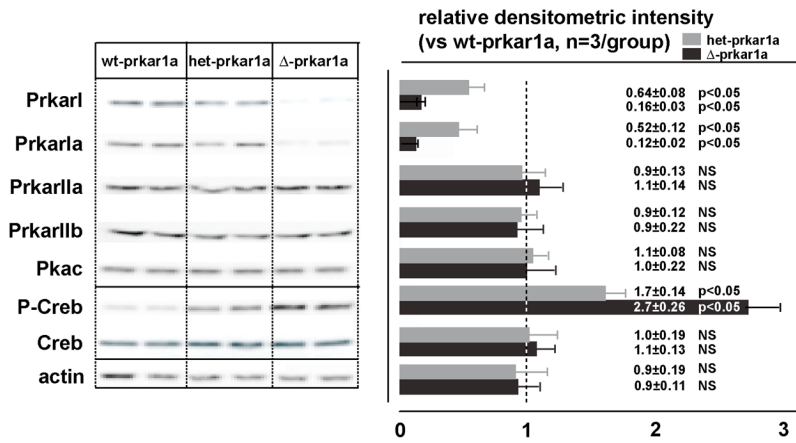 relative densitometric intensity
(vs wt-prkar1a, n=3/group)
het-prkar1a
Δ-prkar1a
wt-prkar1a het-prkar1a Δ-prkar1a
PrkarI
0.64±0.08 p<0.05
0.16±0.03 p<0.05
PrkarIa
0.52±0.12 p<0.05
0.12±0.02 p<0.05
PrkarIIa
0.9±0.13 NS
1.1±0.14 NS
PrkarIIb
0.9±0.12 NS
0.9±0.22 NS
Pkac
1.1±0.08 NS
1.0±0.22 NS
P-Creb
1.7±0.14 p<0.05
2.7±0.26 p<0.05
Creb
1.0±0.19 NS
1.1±0.13 NS
actin
0.9±0.19 NS
0.9±0.11 NS
0 1 2 3